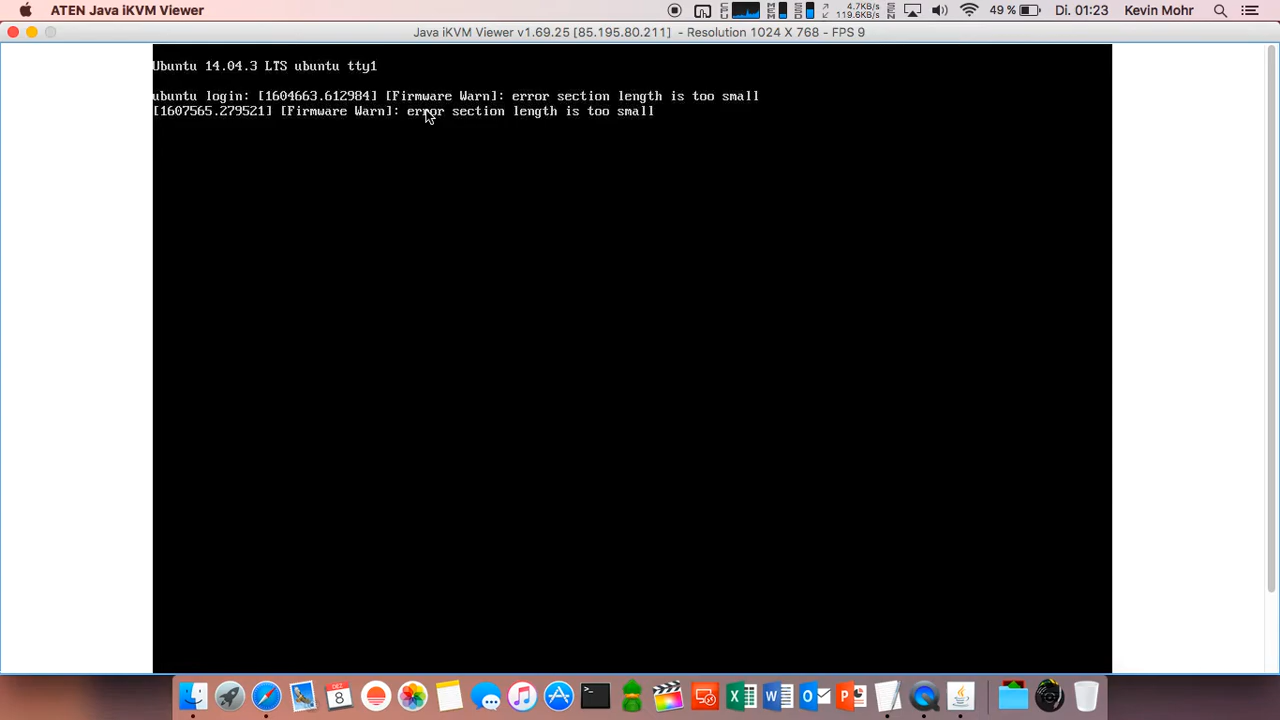 ATEN Java iKVM Viewer
4.7KB/s
119.6KB/s
49 %
Di. 01:23
Kevin Mohr
Java iKVM Viewer v1.69.25 [85.195.80.211]  - Resolution 1024 X 768 - FPS 9
Ubuntu 14.04.3 LTS ubuntu tty1
ubuntu login: [1604663.612984] [Firmware Warn]: error section length is too small
[1607565.279521] [Firmware Warn]: error section length is too small
DEZ
8